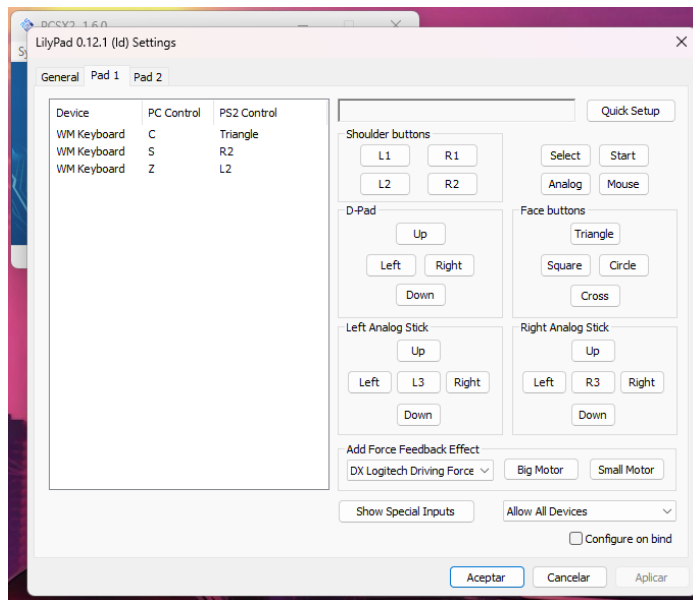 PCSX2 1.6.0
LilyPad 0.12.1 (ld) Settings
General Pad 1 Pad 2
Device PC Control PS2 Control
WM Keyboard C Triangle
WM Keyboard S R2
WM Keyboard Z L2
Quick Setup
Shoulder buttons
L1 R1 Select Start
L2 R2 Analog Mouse
D-Pad Face buttons
Up Triangle
Left Right Square Circle
Down Cross
Left Analog Stick Right Analog Stick
Up Up
Left L3 Right Left R3 Right
Down Down
Add Force Feedback Effect
DX Logitech Driving Force Big Motor Small Motor
Show Special Inputs Allow All Devices
Configure on bind
Aceptar Cancelar Aplicar